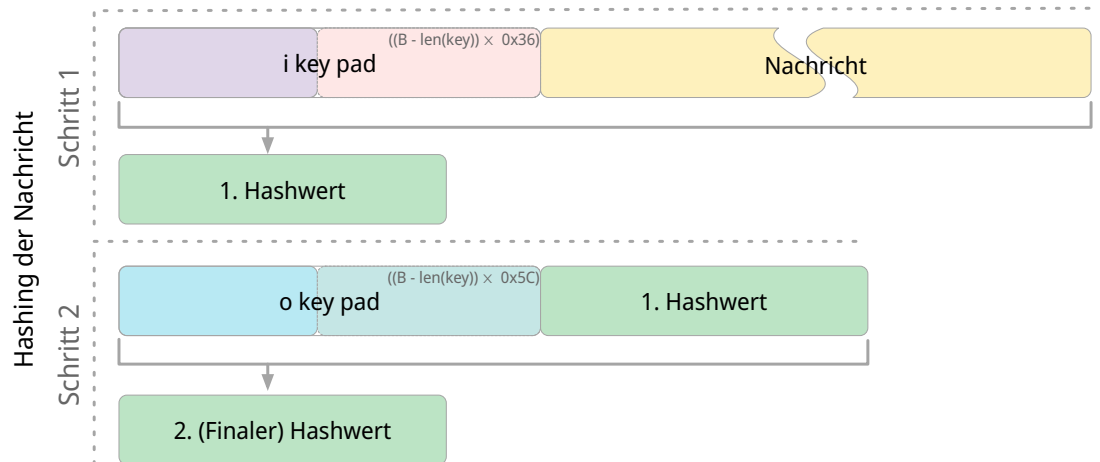 Hashing der Nachricht
Schritt 1
((B - len(key)) × 0x36)
i key pad
Nachricht
1. Hashwert
Schritt 2
((B - len(key)) × 0x5C)
o key pad
1. Hashwert
2. (Finaler) Hashwert